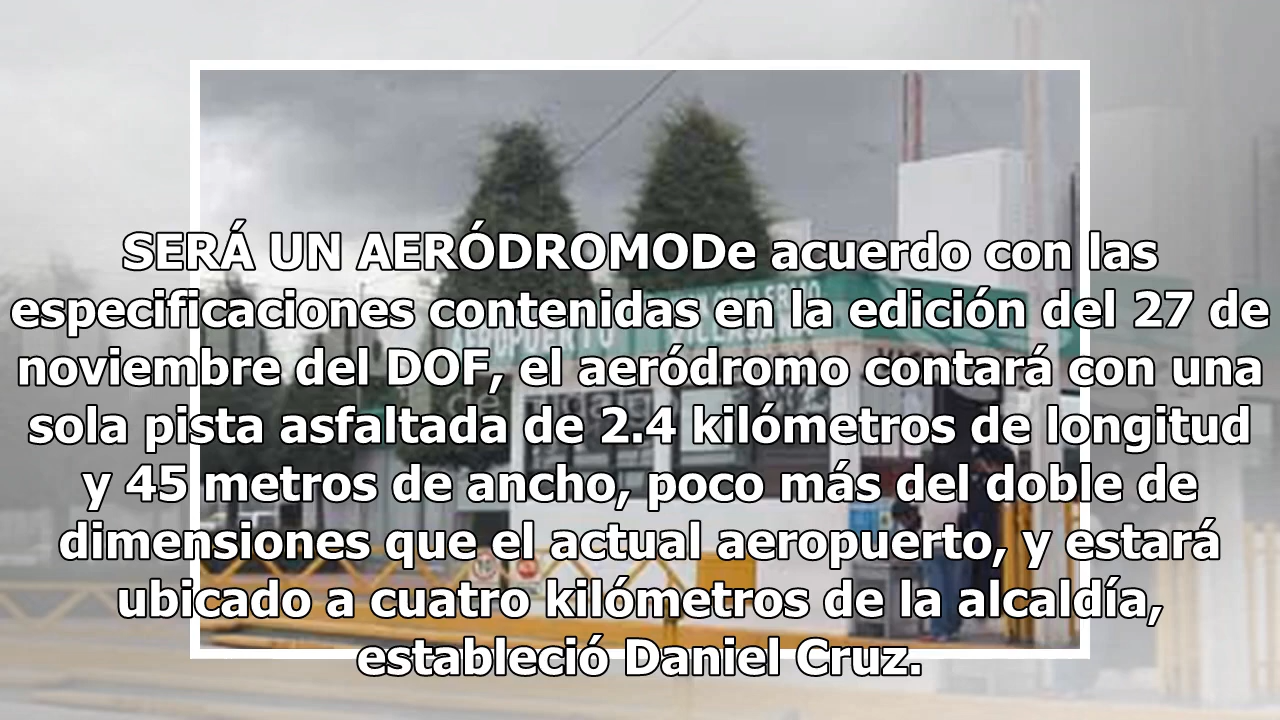 SERÁ UN AERÓDROMODe acuerdo con las
especificaciones contenidas en la edición del 27 de
noviembre del DOF, el aeródromo contará con una
sola pista asfaltada de 2.4 kilómetros de longitud
y 45 metros de ancho, poco más del doble de
dimensiones que el actual aeropuerto, y estará
ubicado a cuatro kilómetros de la alcaldía,
estableció Daniel Cruz.
AEROPUERTO